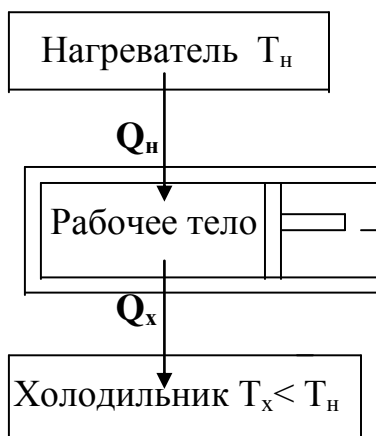 Нагреватель Tн
Qн
Рабочее тело
Qх
Холодильник Tх< Tн